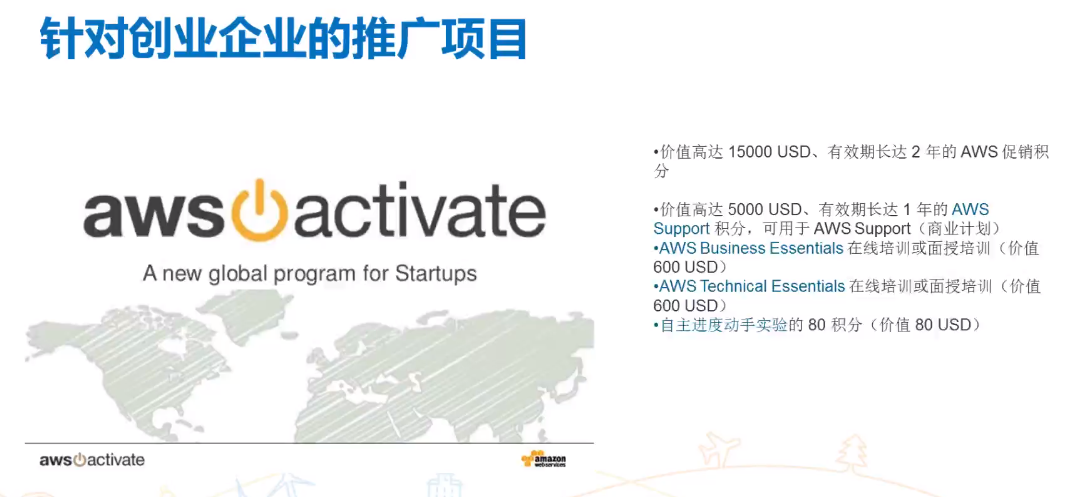 针对创业企业的推广项目
aws activate
A new global program for Startups
aws activate
amazon
webservices
•价值高达 15000 USD、有效期长达 2 年的 AWS 促销积
分
•价值高达 5000 USD、有效期长达 1 年的 AWS
Support 积分，可用于 AWS Support（商业计划）
•AWS Business Essentials 在线培训或面授培训（价值
600 USD）
•AWS Technical Essentials 在线培训或面授培训（价值
600 USD）
•自主进度动手实验的 80 积分（价值 80 USD）